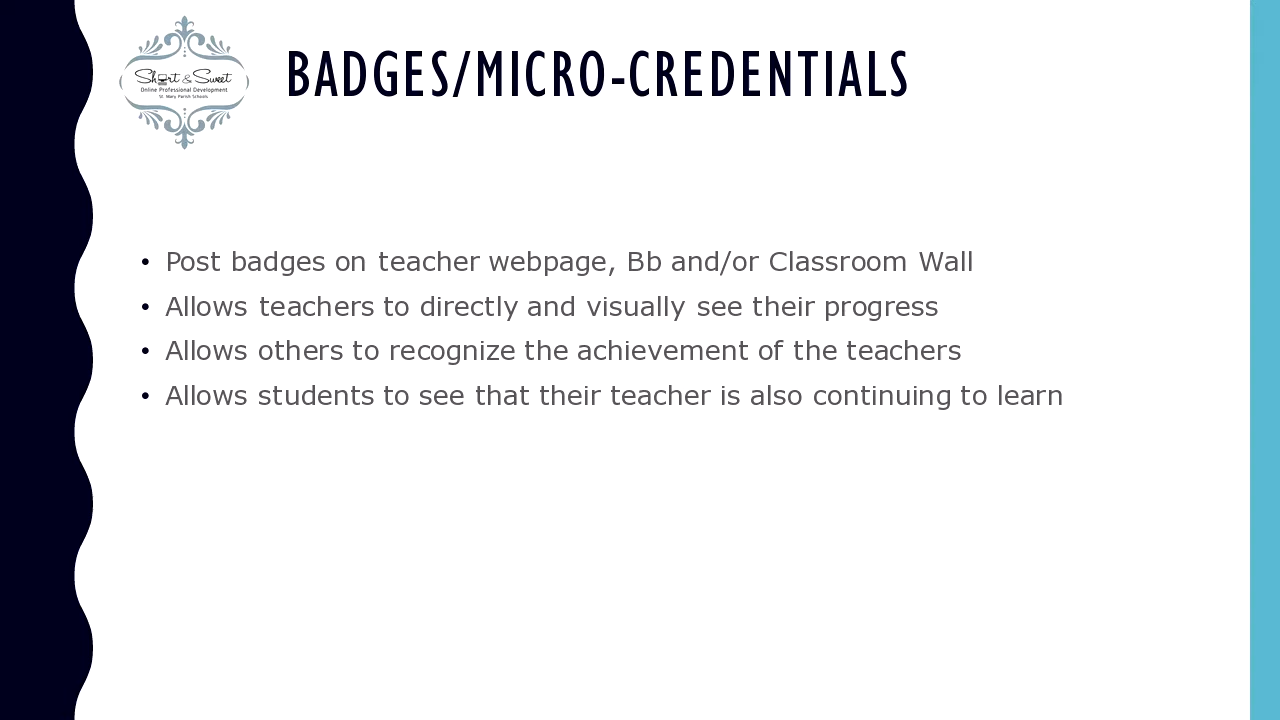 Short & Sweet
Online Professional Development
St. Mary Parish Schools
BADGES/MICRO-CREDENTIALS
• Post badges on teacher webpage, Bb and/or Classroom Wall
• Allows teachers to directly and visually see their progress
• Allows others to recognize the achievement of the teachers
• Allows students to see that their teacher is also continuing to learn